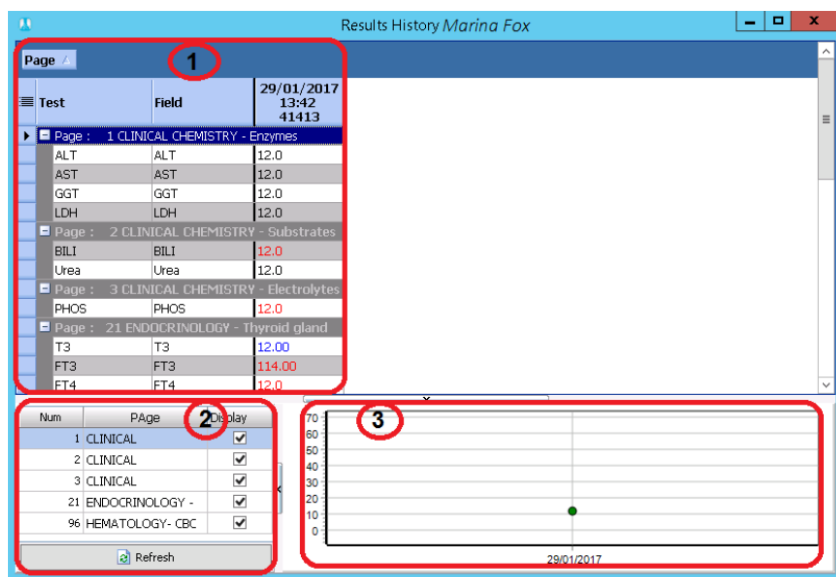 Results History Marina Fox
Page
1
Test Field 29/01/2017 13:42 41413
Page : 1 CLINICAL CHEMISTRY - Enzymes
ALT ALT 12.0
AST AST 12.0
GGT GGT 12.0
LDH LDH 12.0
Page : 2 CLINICAL CHEMISTRY - Substrates
BILI BILI 12.0
Urea Urea 12.0
Page : 3 CLINICAL CHEMISTRY - Electrolytes
PHOS PHOS 12.0
Page : 21 ENDOCRINOLOGY - Thyroid gland
T3 T3 12.00
FT3 FT3 114.00
FT4 FT4 12.0
Num PAge 2 Display
1 CLINICAL
2 CLINICAL
3 CLINICAL
21 ENDOCRINOLOGY -
96 HEMATOLOGY- CBC
Refresh
3
70
60
50
40
30
20
10
0
29/01/2017